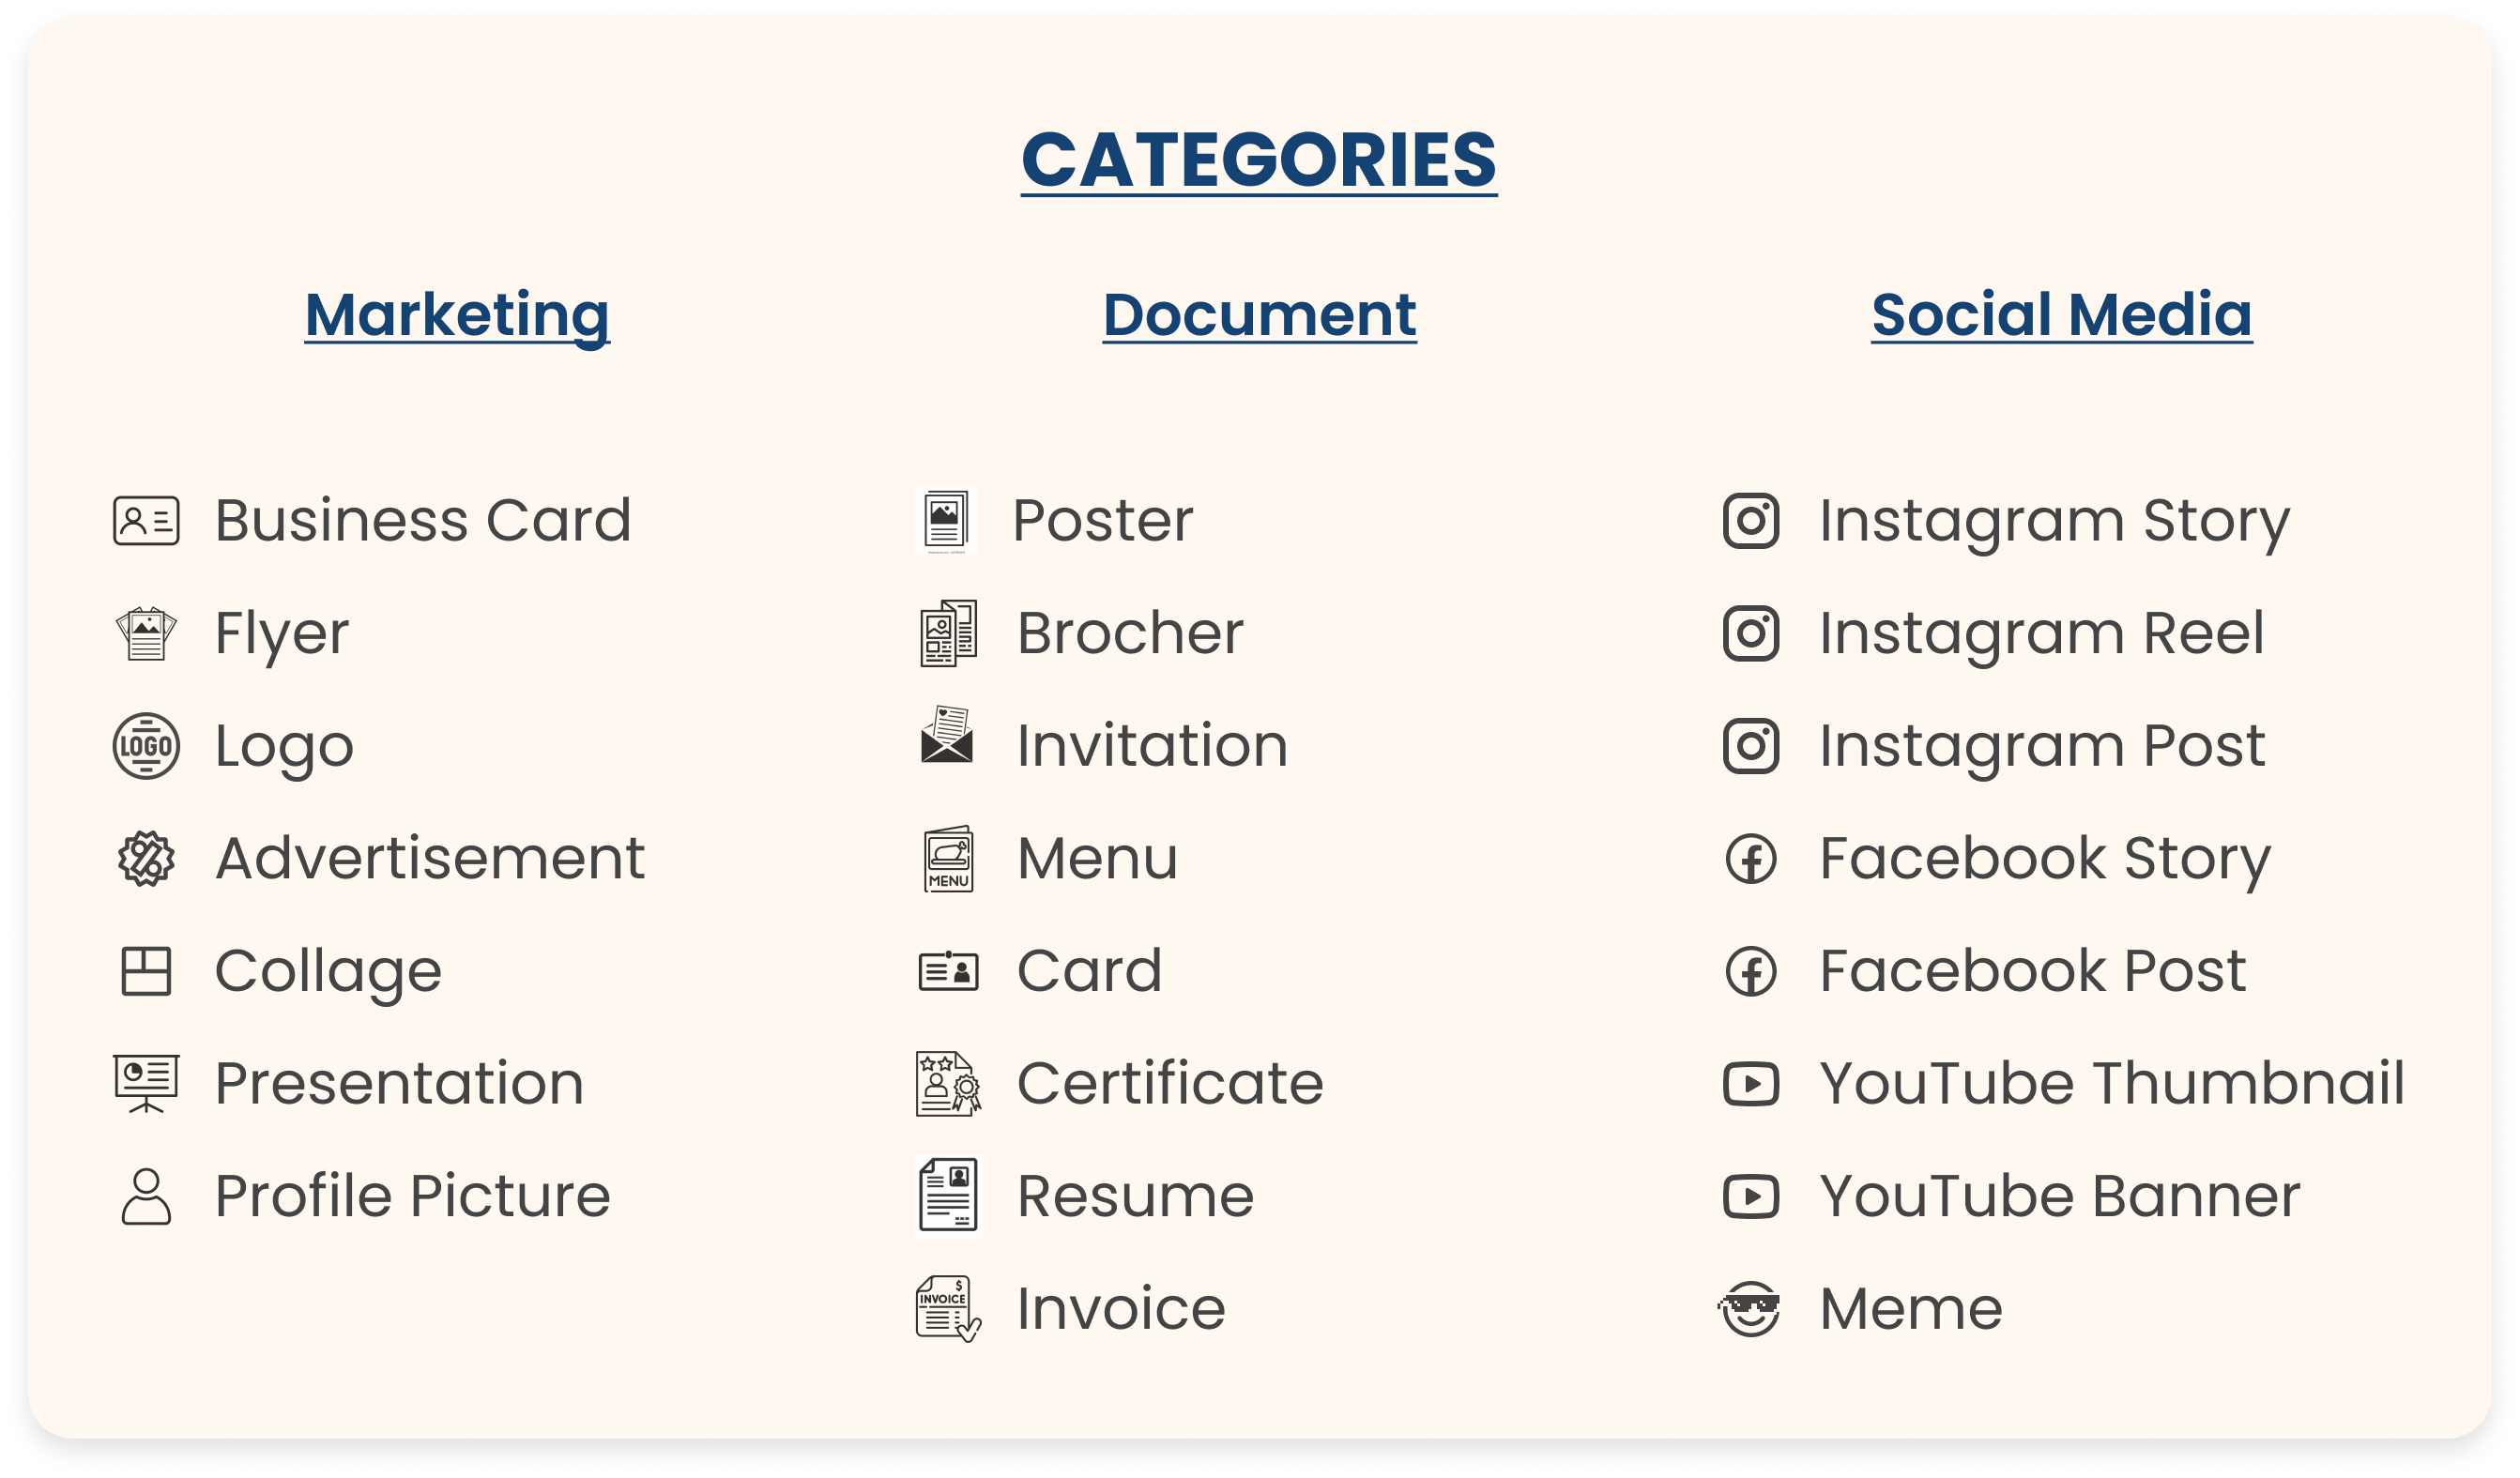 CATEGORIES
Marketing
Business Card
Flyer
LOGO
Logo
Advertisement
Collage
Presentation
Profile Picture
Document
Poster
Brocher
Invitation
MENU
Menu
Card
Certificate
Resume
$
INVOICE
Invoice
Social Media
Instagram Story
Instagram Reel
Instagram Post
Facebook Story
Facebook Post
YouTube Thumbnail
YouTube Banner
Meme